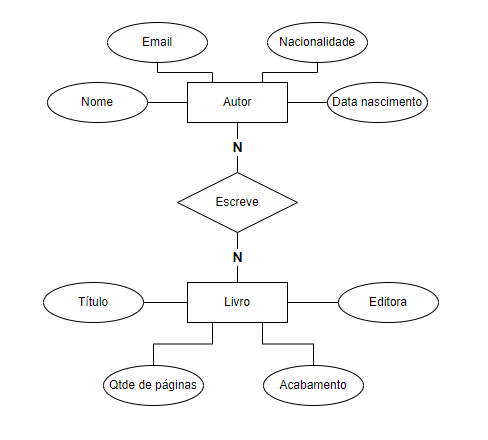 Email
Nacionalidade
Nome
Autor
Data nascimento
N
Escreve
N
Título
Livro
Editora
Qtde de páginas
Acabamento